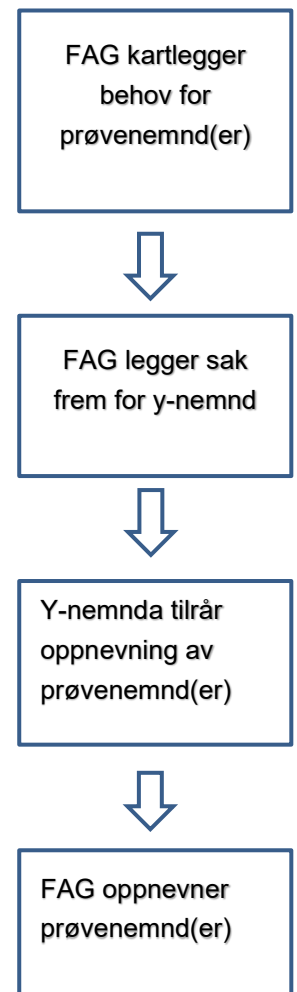 FAG kartlegger
behov for
prøvenemnd(er)
FAG legger sak
frem for y-nemnd
Y-nemnda tilrår
oppnevning av
prøvenemnd(er)
FAG oppnevner
prøvenemnd(er)